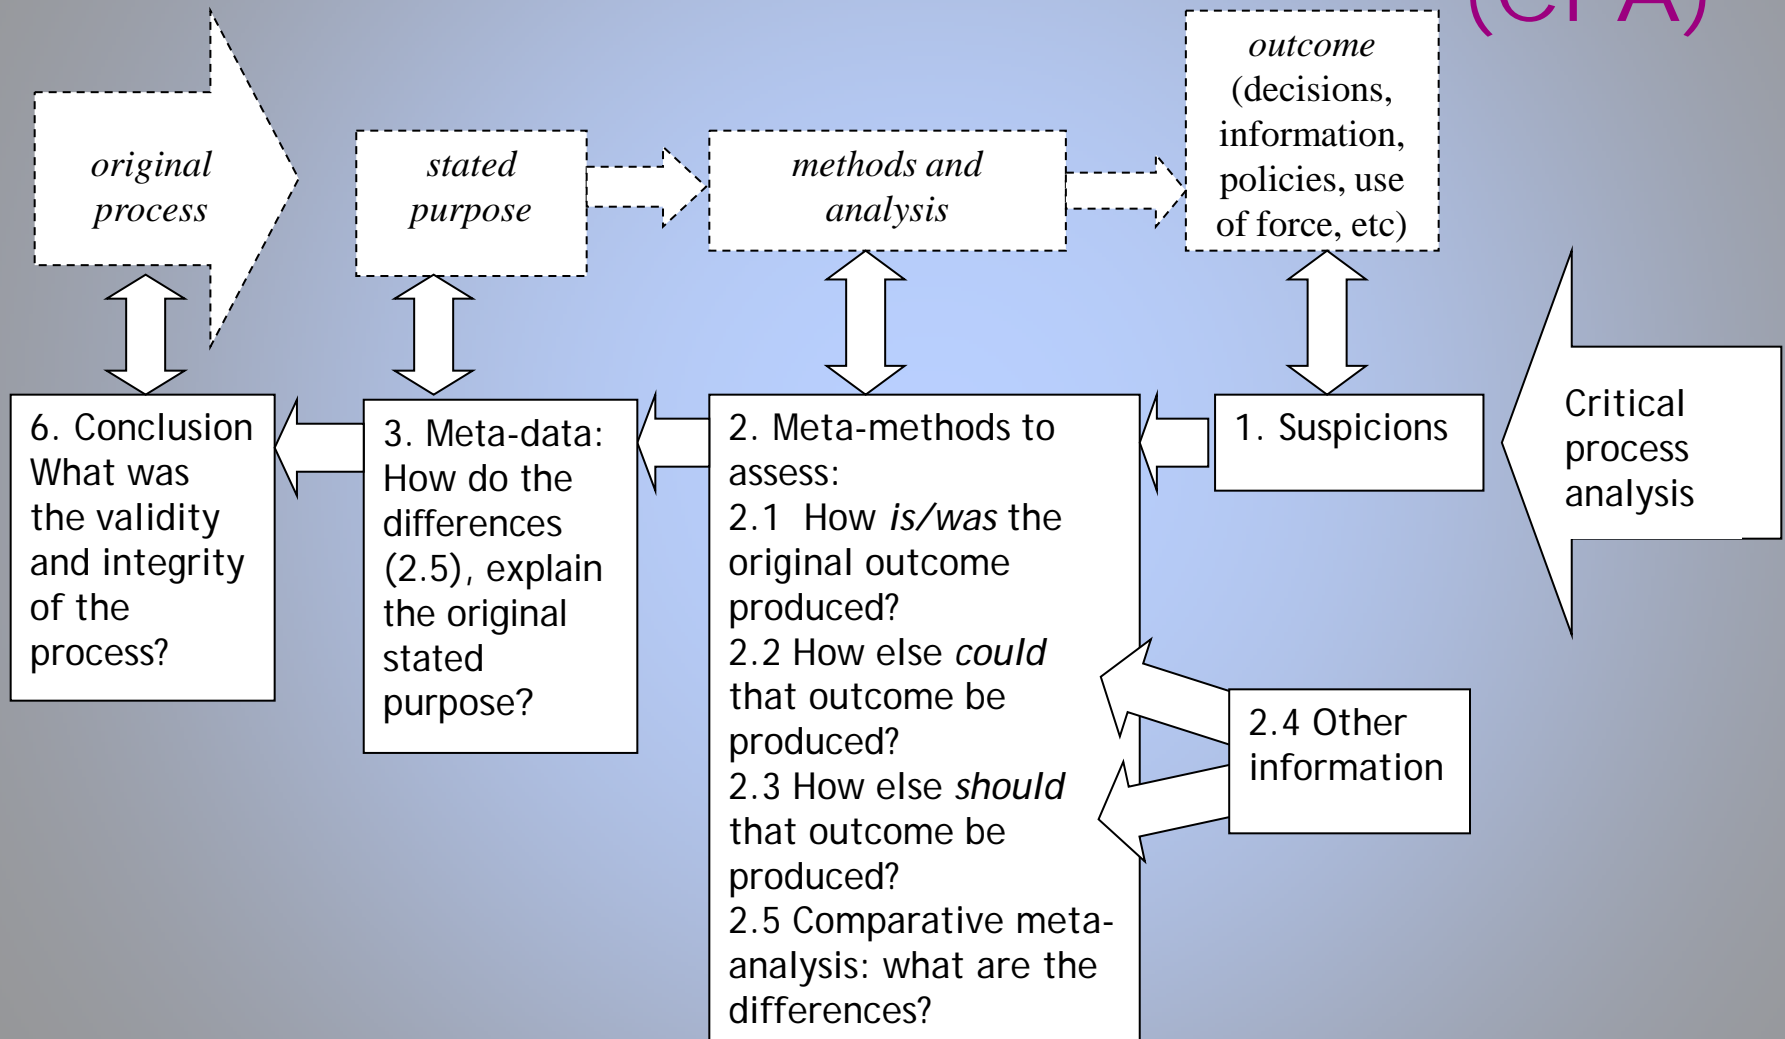 (CPA)
original
process
stated
purpose
methods and
analysis
outcome
(decisions,
information,
policies, use
of force, etc)
Critical
process
analysis
1. Suspicions
2. Meta-methods to
assess:
2.1 How is/was the
original outcome
produced?
2.2 How else could
that outcome be
produced?
2.3 How else should
that outcome be
produced?
2.5 Comparative meta-
analysis: what are the
differences?
2.4 Other
information
3. Meta-data:
How do the
differences
(2.5), explain
the original
stated
purpose?
6. Conclusion
What was
the validity
and integrity
of the
process?